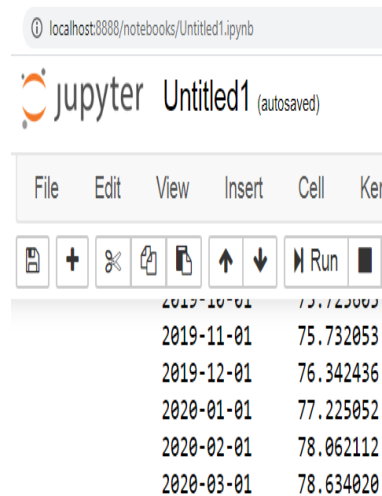 localhost:8888/notebooks/Untitled1.ipynb
jupyter Untitled1 (autosaved)
File Edit View Insert Cell Ker
Run
2019-11-01 75.732053
2019-12-01 76.342436
2020-01-01 77.225052
2020-02-01 78.062112
2020-03-01 78.634020